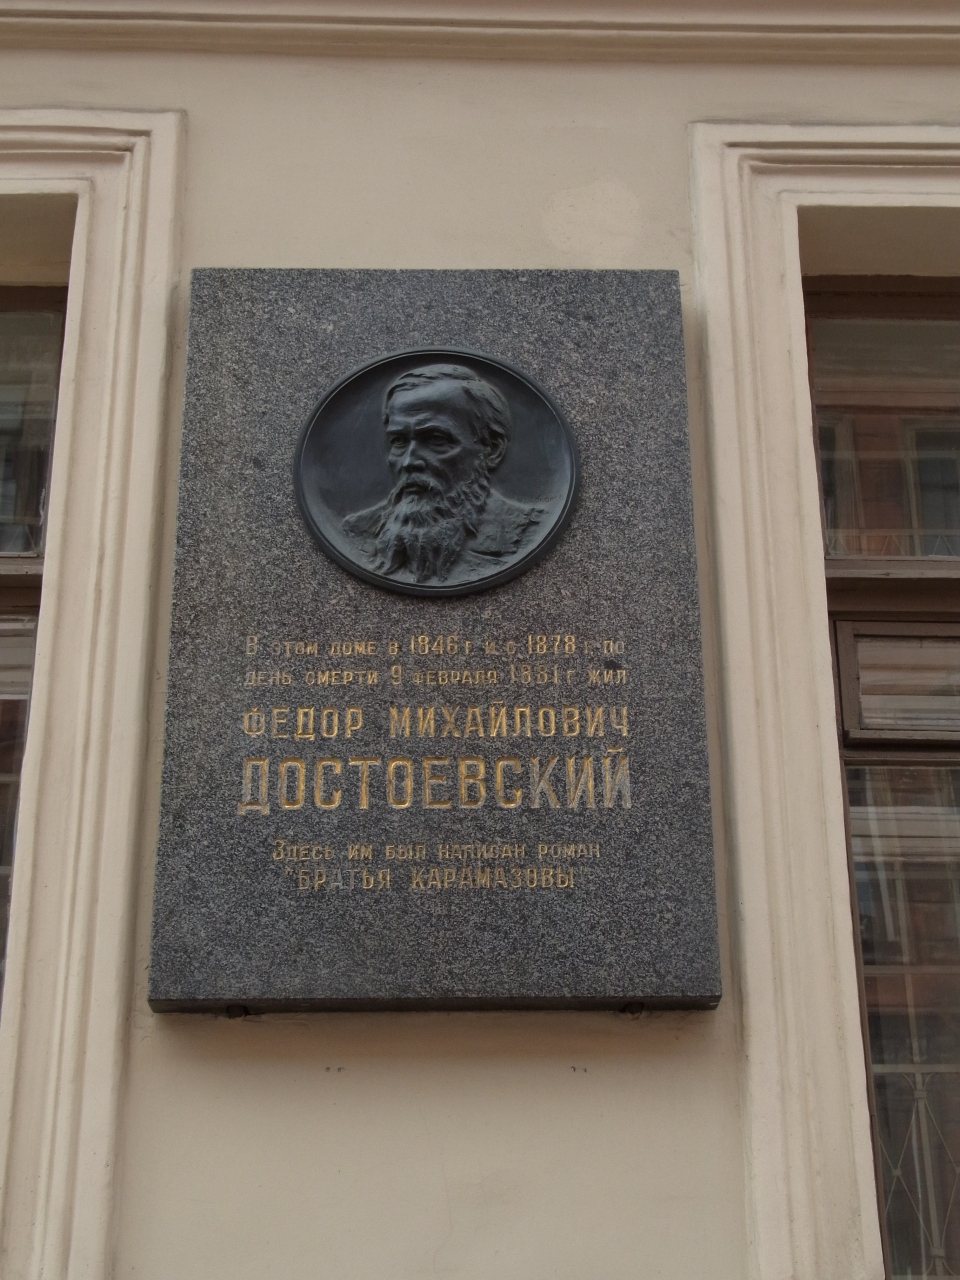 В этом доме в 1846 г. и с 1878 г. по
день смерти 9 февраля 1881 г. жил
ФЕДОР МИХАЙЛОВИЧ
ДОСТОЕВСКИЙ
Здесь им был написан роман
"БРАТЬЯ КАРАМАЗОВЫ"